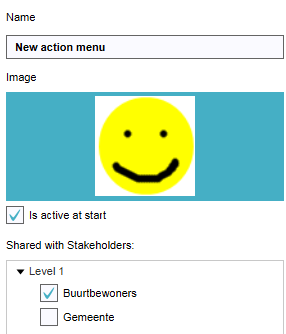 Name
New action menu
Image
Is active at start
Shared with Stakeholders:
Level 1
Buurtbewoners
Gemeente